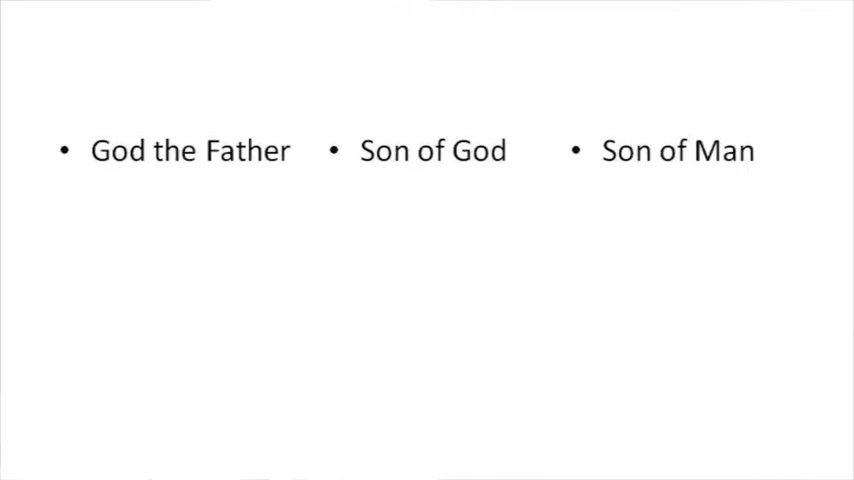 • God the Father • Son of God • Son of Man